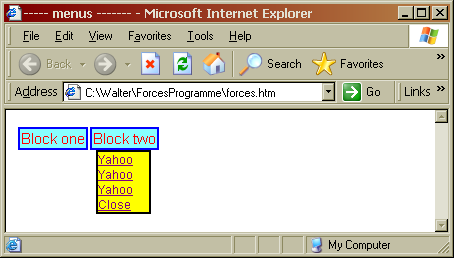 ----- menus -------- - Microsoft Internet Explorer
File Edit View Favorites Tools Help
Back Search Favorites »
Address C:\Walter\ForcesProgramme\forces.htm Go Links »
Block one Block two
Yahoo
Yahoo
Yahoo
Close
My Computer